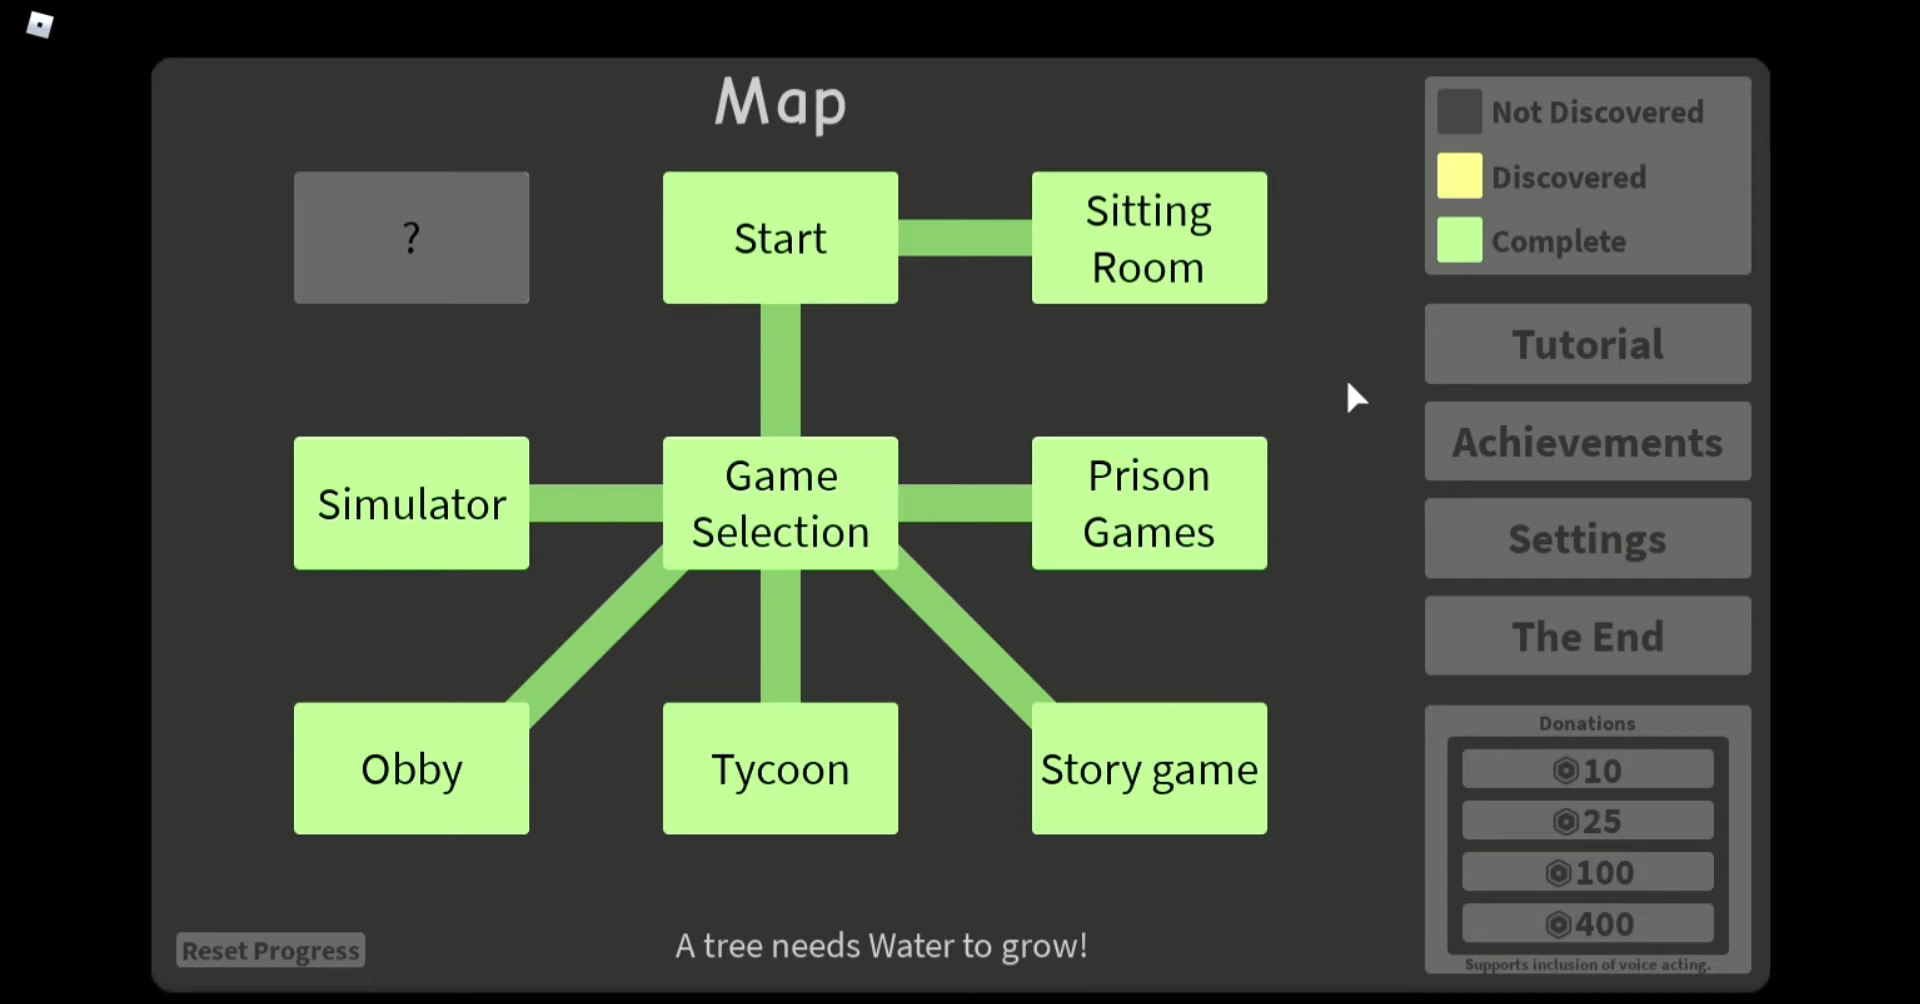 Map
?
Start
Sitting
Room
Simulator
Game
Selection
Prison
Games
Obby
Tycoon
Story game
Reset Progress
A tree needs Water to grow!
Not Discovered
Discovered
Complete
Tutorial
Achievements
Settings
The End
Donations
10
25
100
400
Supports inclusion of voice acting.